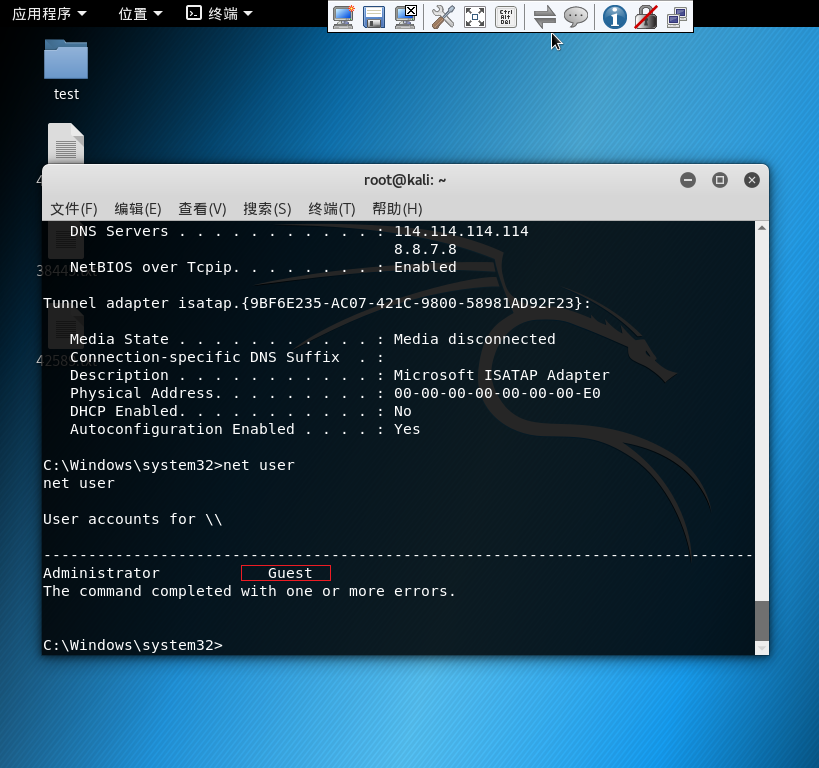 应用程序 位置 终端
Ctrl
Alt
Del
test
root@kali: ~
文件(F) 编辑(E) 查看(V) 搜索(S) 终端(T) 帮助(H)
DNS Servers . . . . . . . . . . . : 114.114.114.114
8.8.7.8
NetBIOS over Tcpip. . . . . . . . : Enabled
Tunnel adapter isatap.{9BF6E235-AC07-421C-9800-58981AD92F23}:
Media State . . . . . . . . . . . : Media disconnected
Connection-specific DNS Suffix  . :
Description . . . . . . . . . . . : Microsoft ISATAP Adapter
Physical Address. . . . . . . . . : 00-00-00-00-00-00-00-E0
DHCP Enabled. . . . . . . . . . . : No
Autoconfiguration Enabled . . . . : Yes
C:\Windows\system32>net user
net user
User accounts for \\
-------------------------------------------------------------------------------
Administrator Guest
The command completed with one or more errors.
C:\Windows\system32>